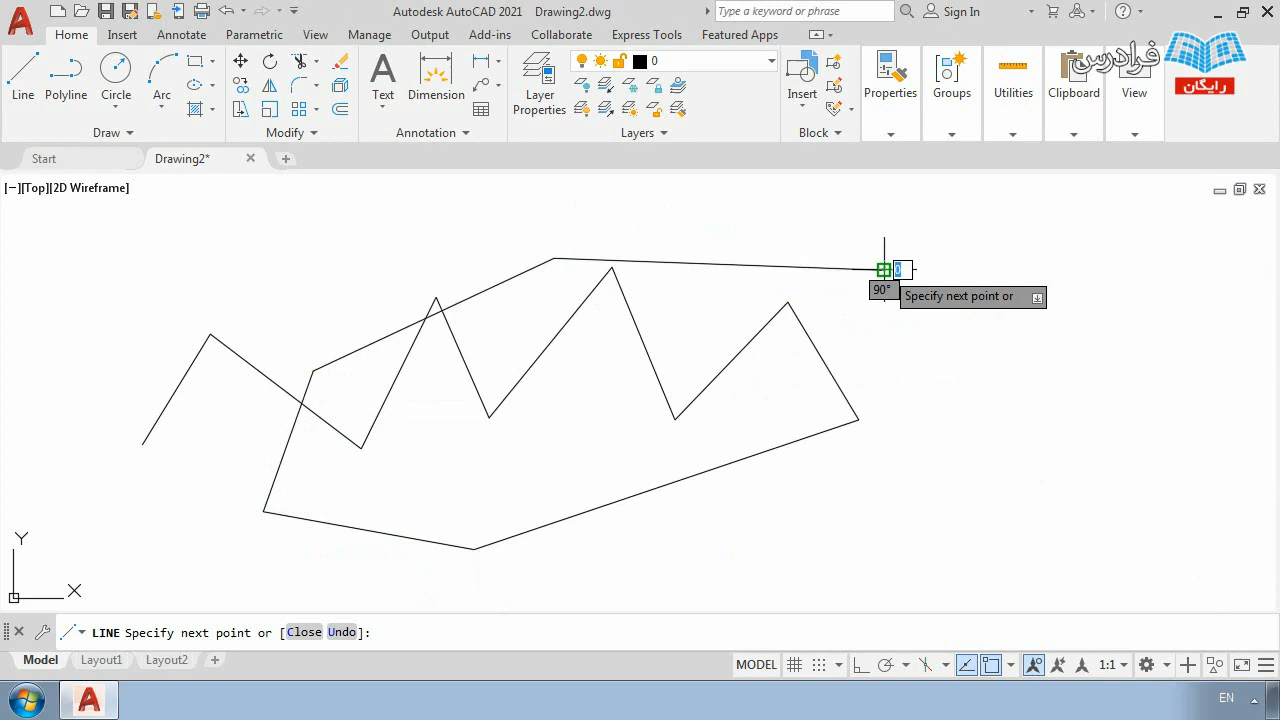 Autodesk AutoCAD 2021 Drawing2.dwg
Type a keyword or phrase
Sign In
Home Insert Annotate Parametric View Manage Output Add-ins Collaborate Express Tools Featured Apps
Line Polyline Circle Arc
Text Dimension
Layer Properties
0
Insert
Properties Groups Utilities Clipboard View
فرادرس
رایگان
Draw Modify Annotation Layers Block
Start Drawing2*
[−][Top][2D Wireframe]
0
90°
Specify next point or
Y
X
LINE Specify next point or [Close Undo]:
Model Layout1 Layout2
MODEL 1:1
EN